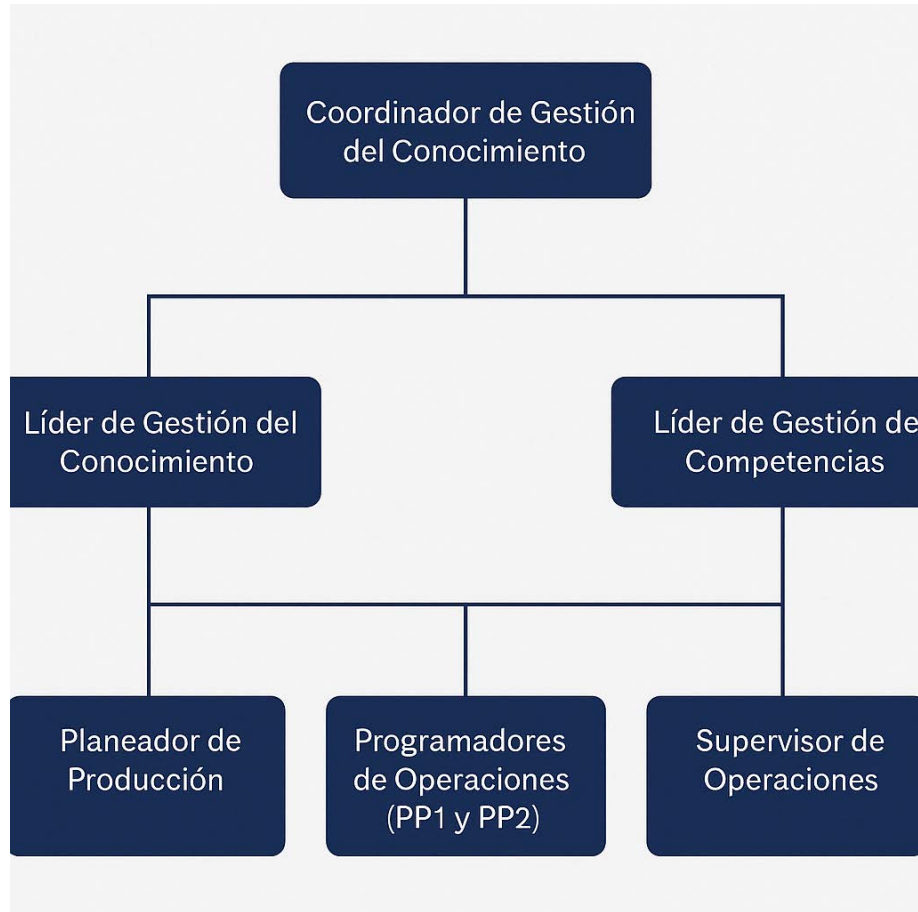 Coordinador de Gestión
del Conocimiento
Líder de Gestión del
Conocimiento
Líder de Gestión de
Competencias
Planeador de
Producción
Programadores
de Operaciones
(PP1 y PP2)
Supervisor de
Operaciones